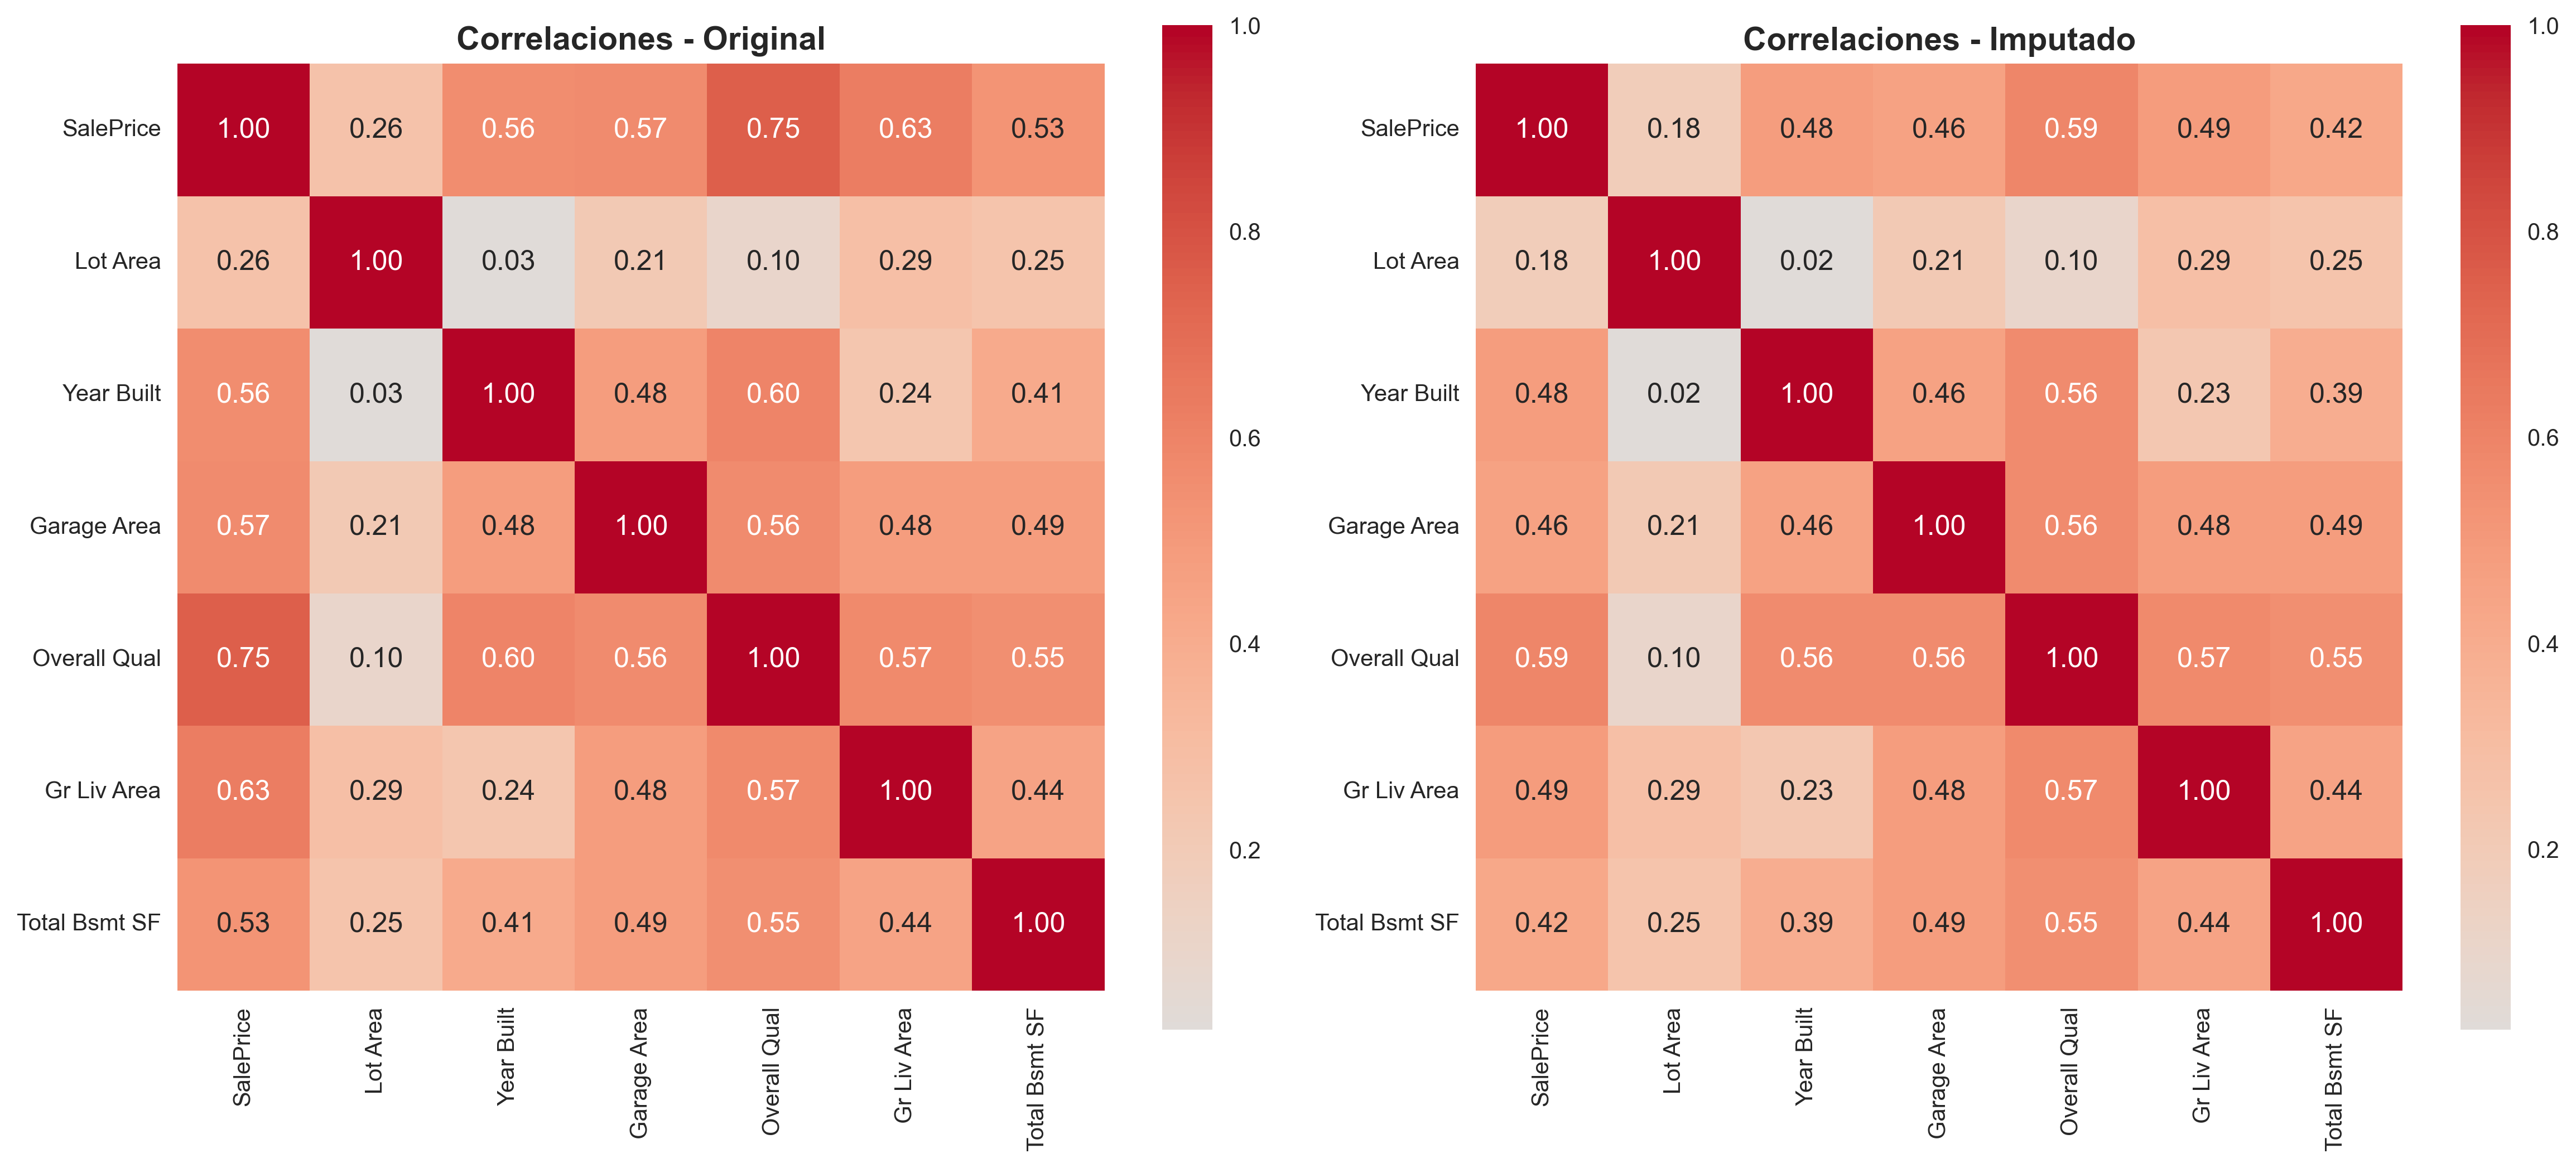 Correlaciones - Original
SalePrice 1.00 0.26 0.56 0.57 0.75 0.63 0.53
Lot Area 0.26 1.00 0.03 0.21 0.10 0.29 0.25
Year Built 0.56 0.03 1.00 0.48 0.60 0.24 0.41
Garage Area 0.57 0.21 0.48 1.00 0.56 0.48 0.49
Overall Qual 0.75 0.10 0.60 0.56 1.00 0.57 0.55
Gr Liv Area 0.63 0.29 0.24 0.48 0.57 1.00 0.44
Total Bsmt SF 0.53 0.25 0.41 0.49 0.55 0.44 1.00
SalePrice
Lot Area
Year Built
Garage Area
Overall Qual
Gr Liv Area
Total Bsmt SF
1.0
0.8
0.6
0.4
0.2
Correlaciones - Imputado
SalePrice 1.00 0.18 0.48 0.46 0.59 0.49 0.42
Lot Area 0.18 1.00 0.02 0.21 0.10 0.29 0.25
Year Built 0.48 0.02 1.00 0.46 0.56 0.23 0.39
Garage Area 0.46 0.21 0.46 1.00 0.56 0.48 0.49
Overall Qual 0.59 0.10 0.56 0.56 1.00 0.57 0.55
Gr Liv Area 0.49 0.29 0.23 0.48 0.57 1.00 0.44
Total Bsmt SF 0.42 0.25 0.39 0.49 0.55 0.44 1.00
SalePrice
Lot Area
Year Built
Garage Area
Overall Qual
Gr Liv Area
Total Bsmt SF
1.0
0.8
0.6
0.4
0.2